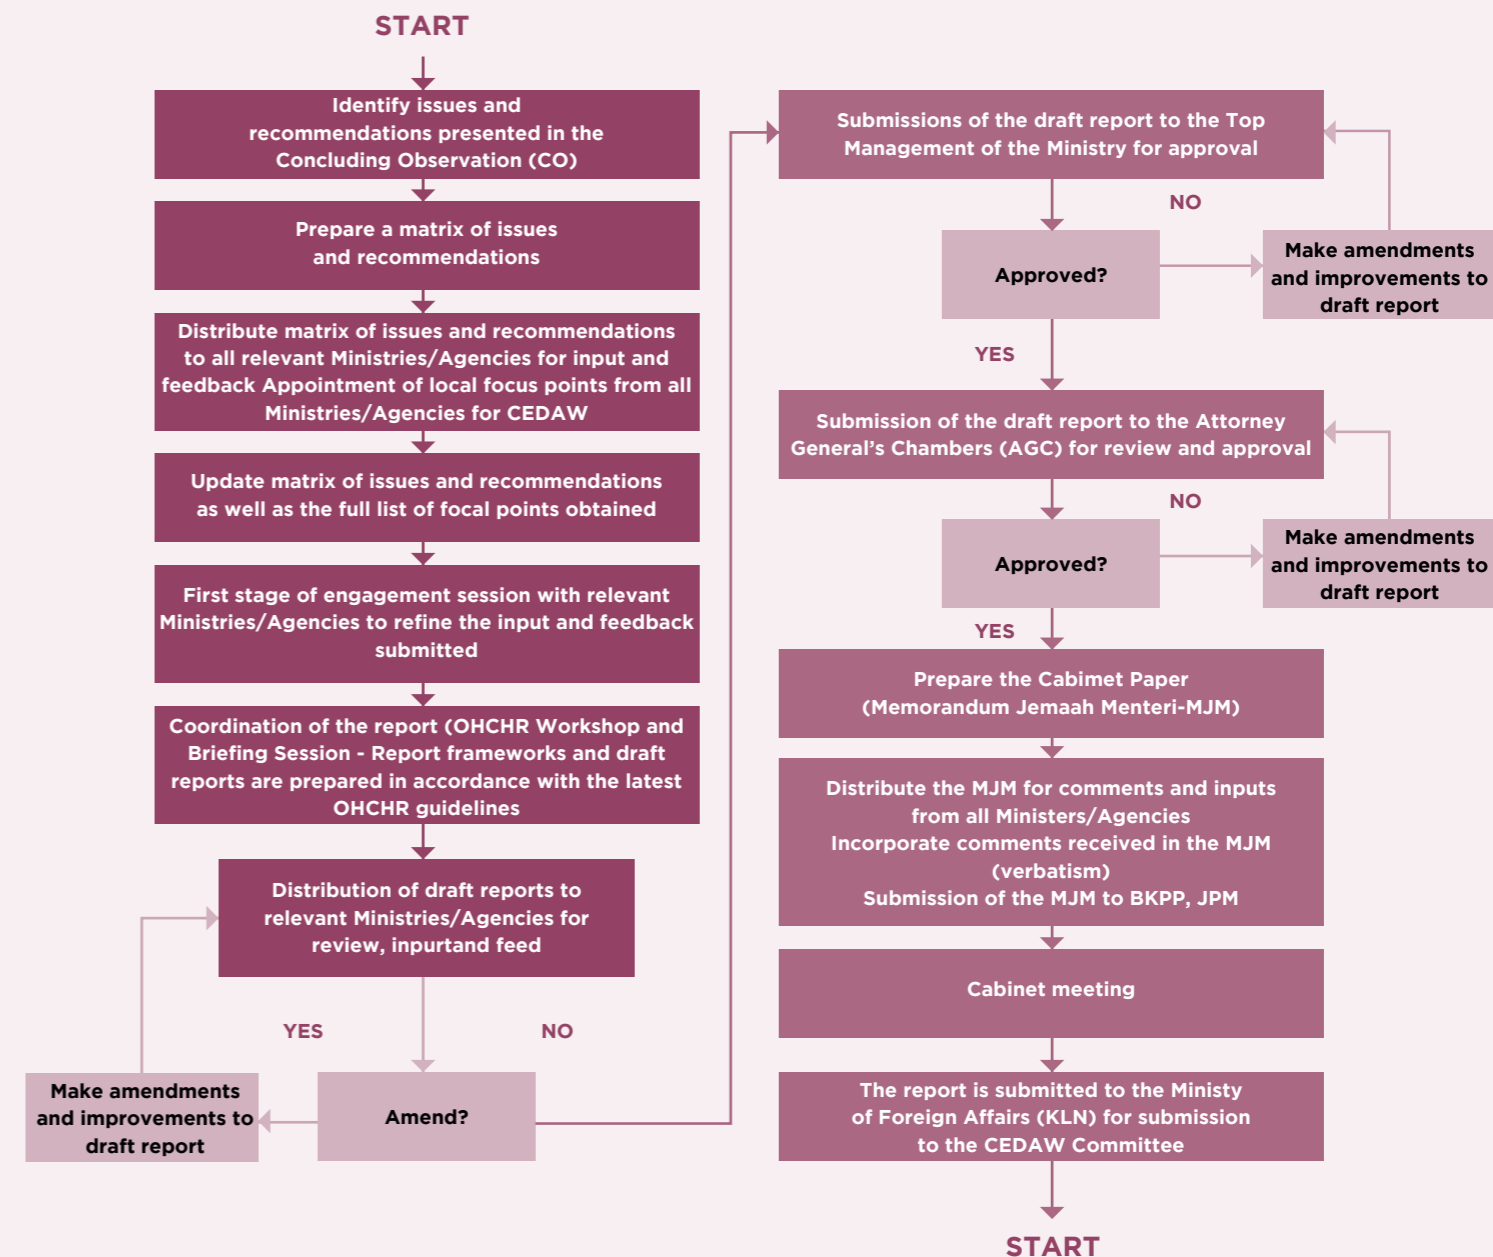 START
Identify issues and
recommendations presented in the
Concluding Observation (CO)
Prepare a matrix of issues
and recommendations
Distribute matrix of issues and recommendations
to all relevant Ministries/Agencies for input and
feedback Appointment of local focus points from all
Ministries/Agencies for CEDAW
Update matrix of issues and recommendations
as well as the full list of focal points obtained
First stage of engagement session with relevant
Ministries/Agencies to refine the input and feedback
submitted
Coordination of the report (OHCHR Workshop and
Briefing Session - Report frameworks and draft
reports are prepared in accordance with the latest
OHCHR guidelines
Distribution of draft reports to
relevant Ministries/Agencies for
review, inpurtand feed
YES
NO
Make amendments
and improvements to
draft report
Amend?
Submissions of the draft report to the Top
Management of the Ministry for approval
NO
Approved?
Make amendments
and improvements to
draft report
YES
Submission of the draft report to the Attorney
General's Chambers (AGC) for review and approval
NO
Approved?
Make amendments
and improvements to
draft report
YES
Prepare the Cabimet Paper
(Memorandum Jemaah Menteri-MJM)
Distribute the MJM for comments and inputs
from all Ministers/Agencies
Incorporate comments received in the MJM
(verbatism)
Submission of the MJM to BKPP, JPM
Cabinet meeting
The report is submitted to the Ministy
of Foreign Affairs (KLN) for submission
to the CEDAW Committee
START